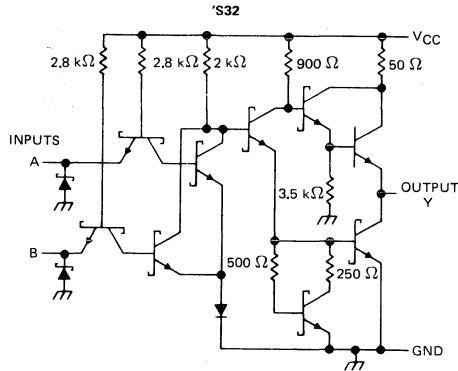 'S32
VCC
2.8 kΩ
2.8 kΩ
2 kΩ
900 Ω
50 Ω
INPUTS
A
3.5 kΩ
OUTPUT
Y
B
500 Ω
250 Ω
GND